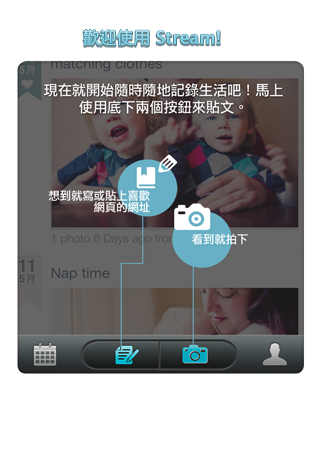 歡迎使用 Stream!
5月
matching clothes
現在就開始隨時隨地記錄生活吧！馬上
使用底下兩個按鈕來貼文。
想到就寫或貼上喜歡
網頁的網址
看到就拍下
1 photo 6 Days ago from
11
5月
Nap time